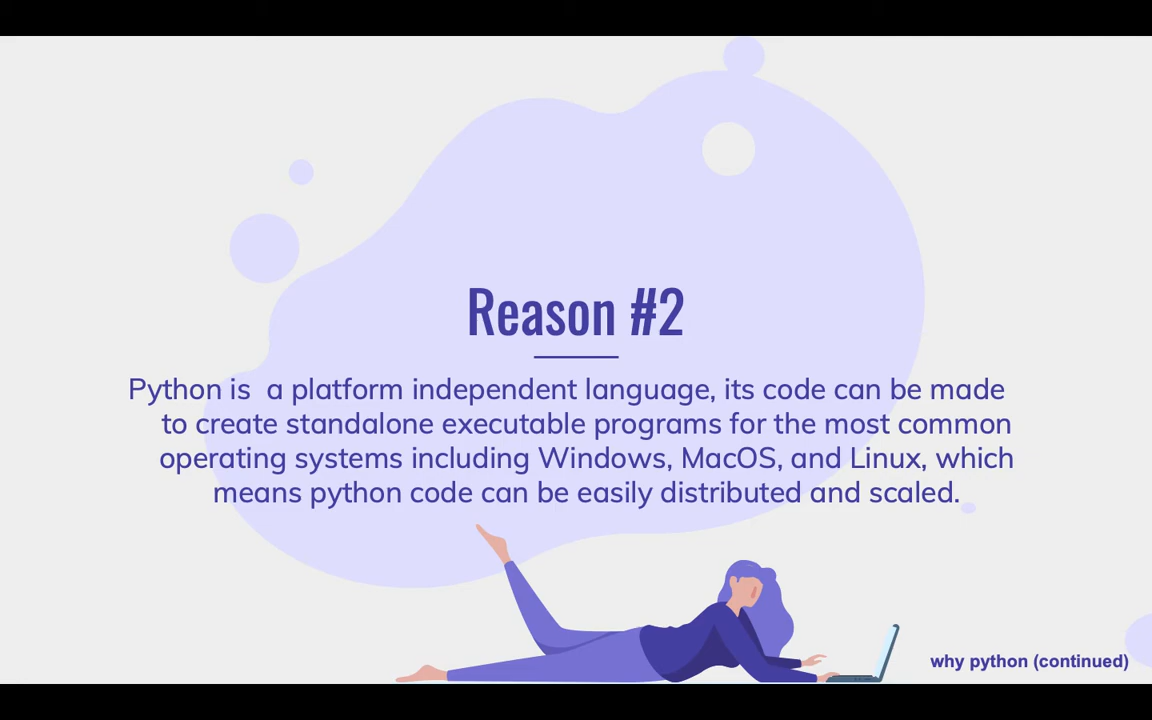 Reason #2
Python is  a platform independent language, its code can be made
to create standalone executable programs for the most common
operating systems including Windows, MacOS, and Linux, which
means python code can be easily distributed and scaled.
why python (continued)